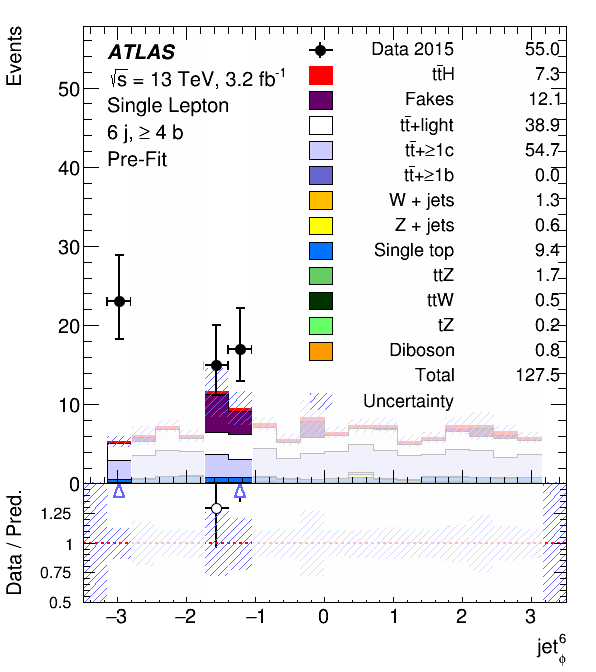 Events
ATLAS
√s = 13 TeV, 3.2 fb⁻¹
Single Lepton
6 j, ≥ 4 b
Pre-Fit
Data 2015 55.0
tt̄H 7.3
Fakes 12.1
tt̄+light 38.9
tt̄+≥1c 54.7
tt̄+≥1b 0.0
W + jets 1.3
Z + jets 0.6
Single top 9.4
ttZ 1.7
ttW 0.5
tZ 0.2
Diboson 0.8
Total 127.5
Uncertainty
50
40
30
20
10
0
Data / Pred.
1.25
1
0.75
0.5
−3 −2 −1 0 1 2 3
jet⁶ᵩ